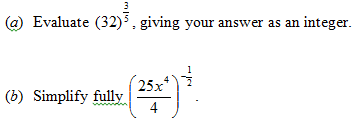 (a) Evaluate (32)^(3/5), giving your answer as an integer.
(b) Simplify fully (25x^4/4)^(-1/2).